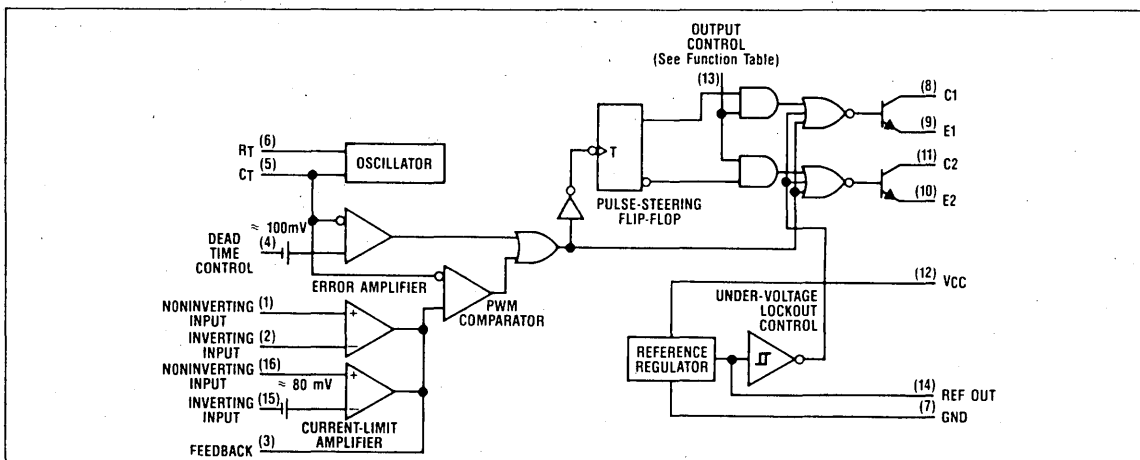 OUTPUT
CONTROL
(See Function Table)
(13)
(8) C1
(9) E1
(11) C2
(10) E2
T
PULSE-STEERING
FLIP-FLOP
RT (6)
CT (5)
OSCILLATOR
≈ 100mV
DEAD
TIME
CONTROL
(4)
ERROR AMPLIFIER
PWM
COMPARATOR
NONINVERTING
INPUT
(1)
+
INVERTING
INPUT
(2)
−
NONINVERTING
INPUT
(16)
+
≈ 80 mV
INVERTING
INPUT
(15)
−
CURRENT-LIMIT
AMPLIFIER
FEEDBACK (3)
(12) VCC
UNDER-VOLTAGE
LOCKOUT
CONTROL
REFERENCE
REGULATOR
(14) REF OUT
(7) GND